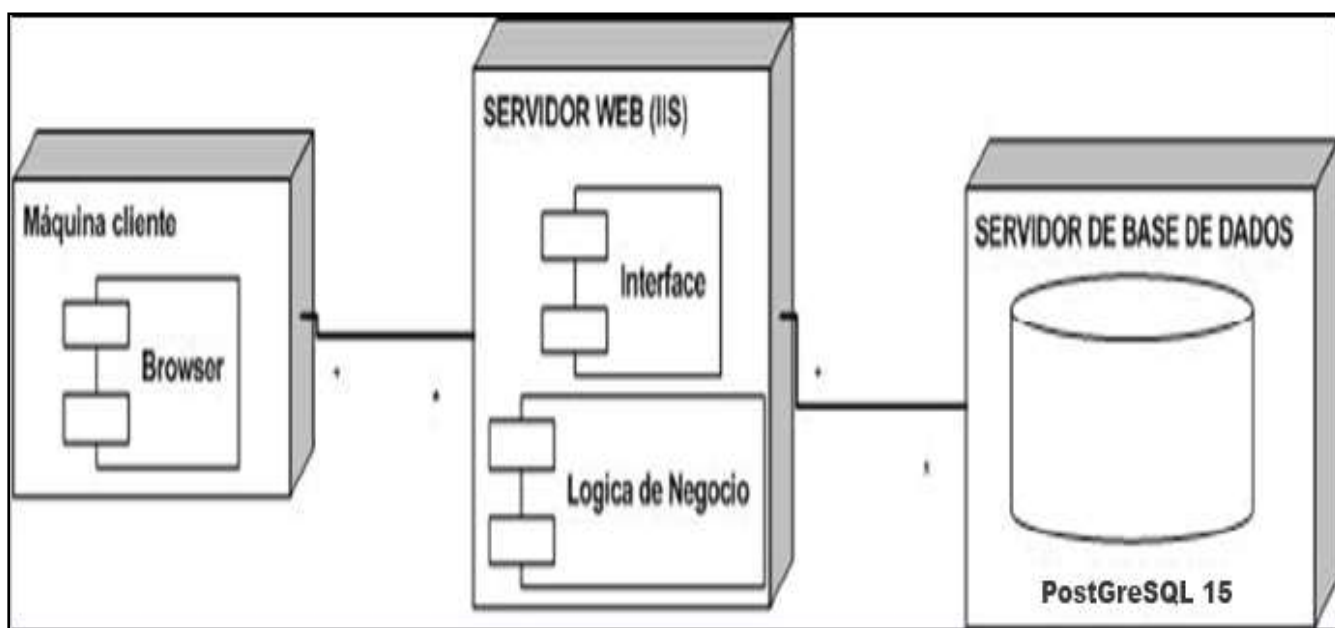 Máquina cliente
Browser
SERVIDOR WEB (IIS)
Interface
Logica de Negocio
SERVIDOR DE BASE DE DADOS
PostGreSQL 15